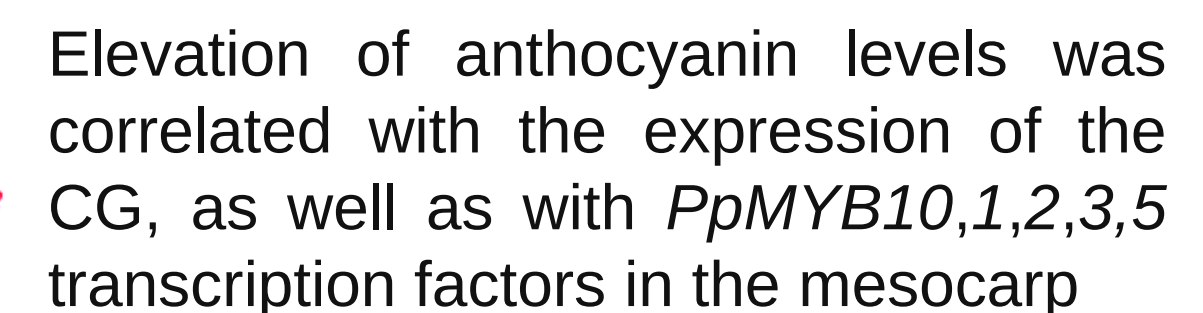 Elevation of anthocyanin levels was
correlated with the expression of the
CG, as well as with PpMYB10,1,2,3,5
transcription factors in the mesocarp